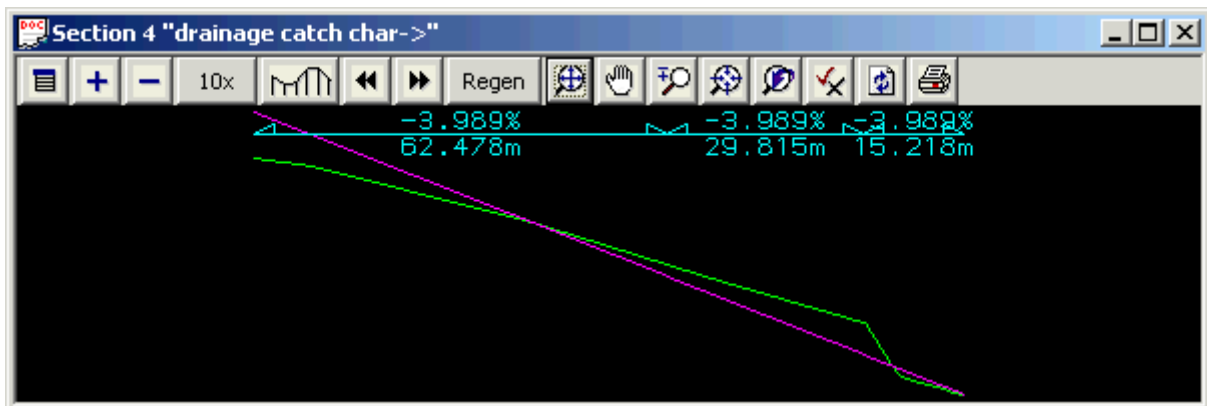 Section 4 "drainage catch char->"
10x Regen
-3.989% -3.989% -3.989%
62.478m 29.815m 15.218m